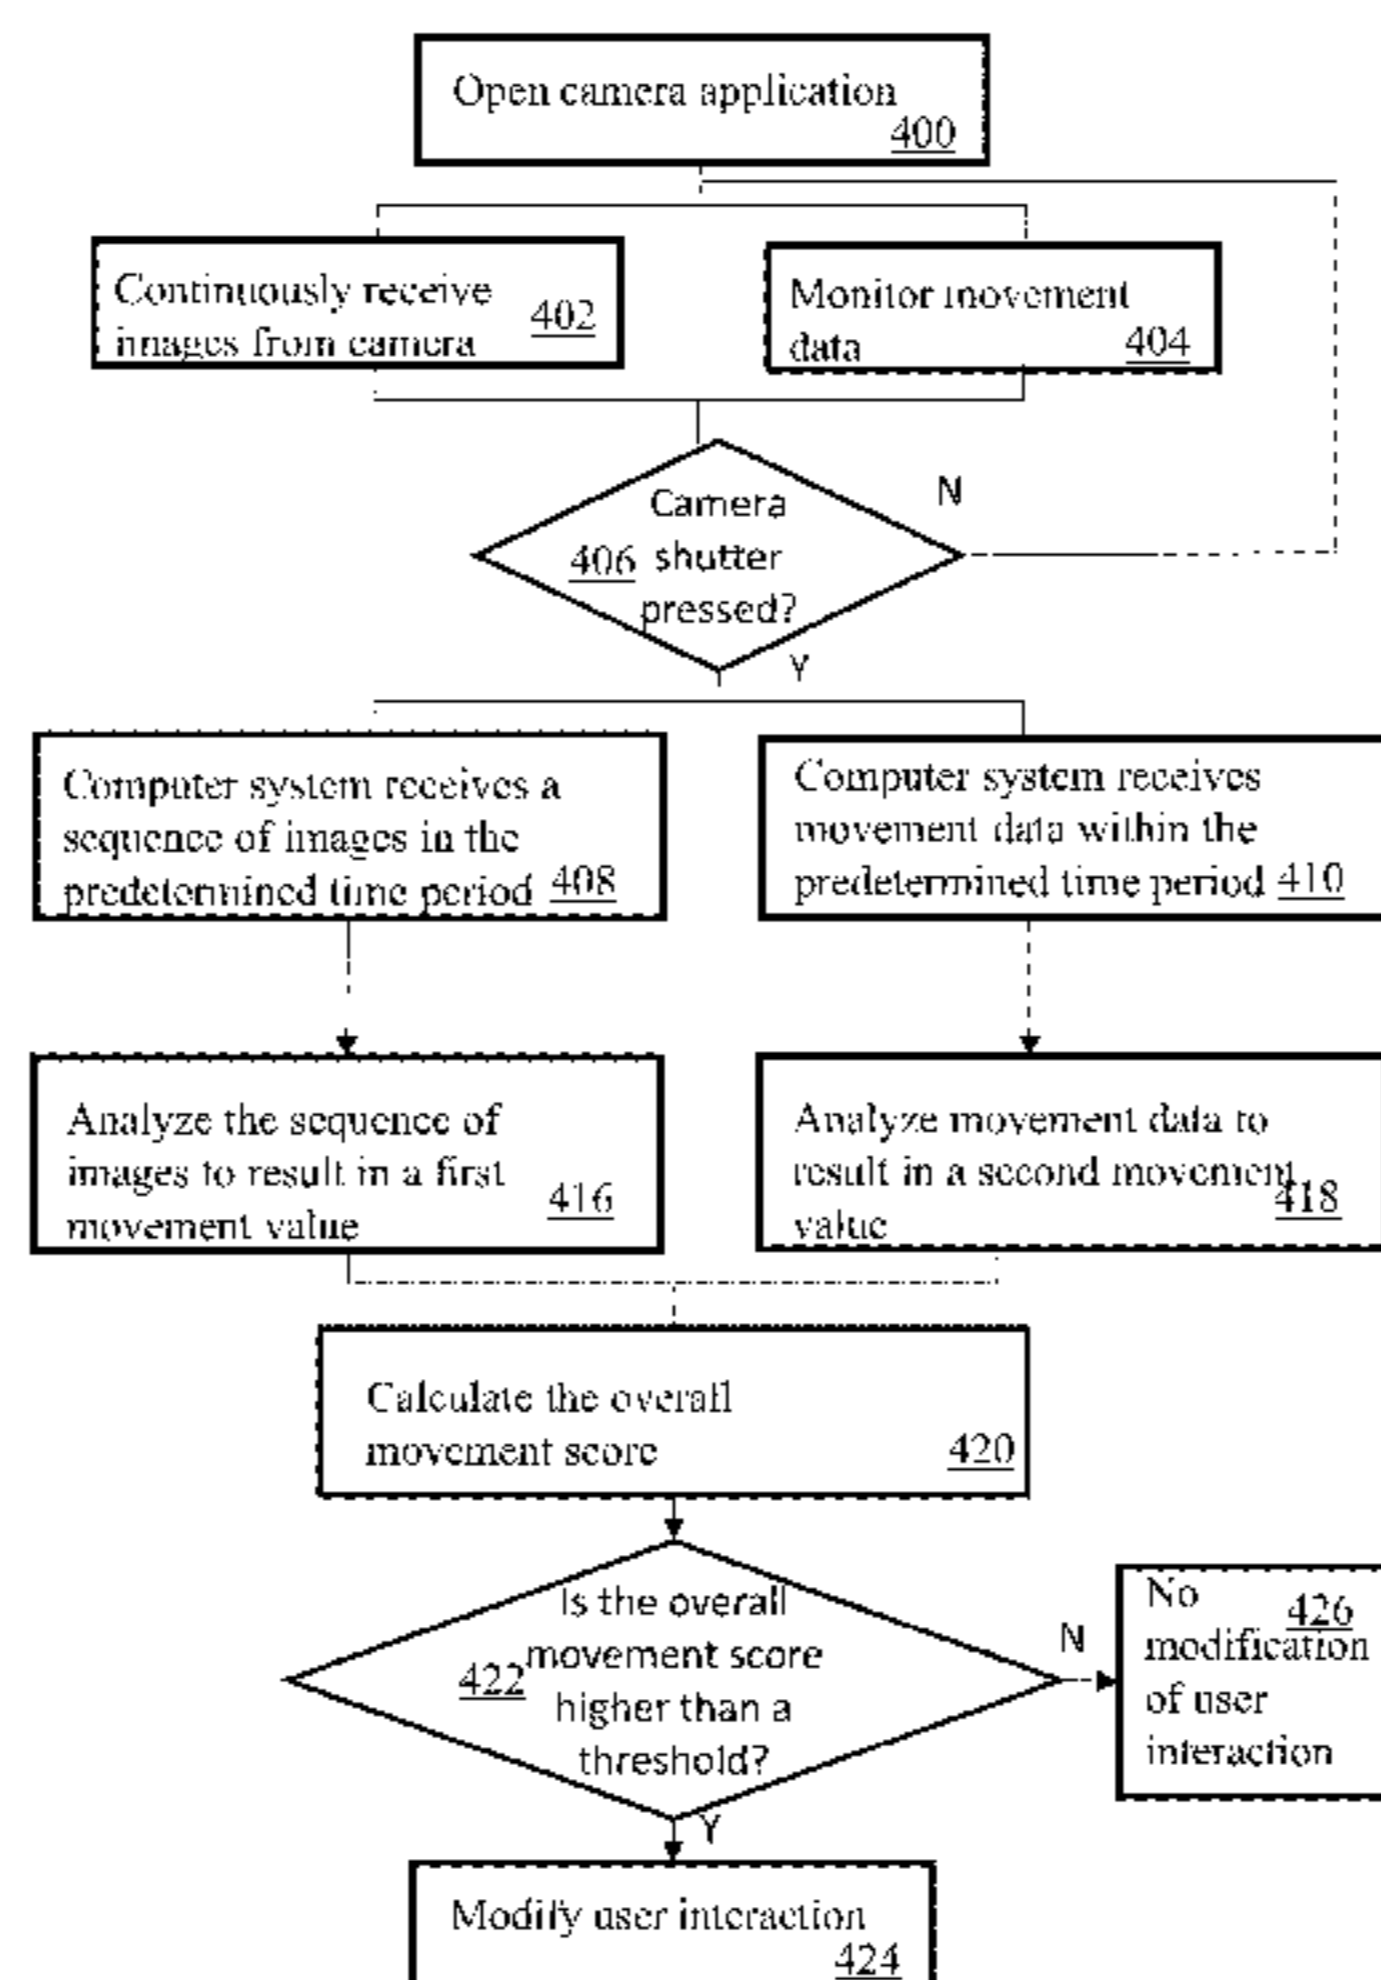 Open camera application
400
Continuously receive
images from camera
402
Monitor movement
data
404
N
Camera
406 shutter
pressed?
Y
Computer system receives a
sequence of images in the
predetermined time period 408
Computer system receives
movement data within the
predetermined time period 410
Analyze the sequence of
images to result in a first
movement value
416
Analyze movement data to
result in a second movement
value
418
Calculate the overall
movement score
420
Is the overall
movement score
422
higher than a
threshold?
N
No
426
modification
of user
interaction
Y
Modify user interaction
424